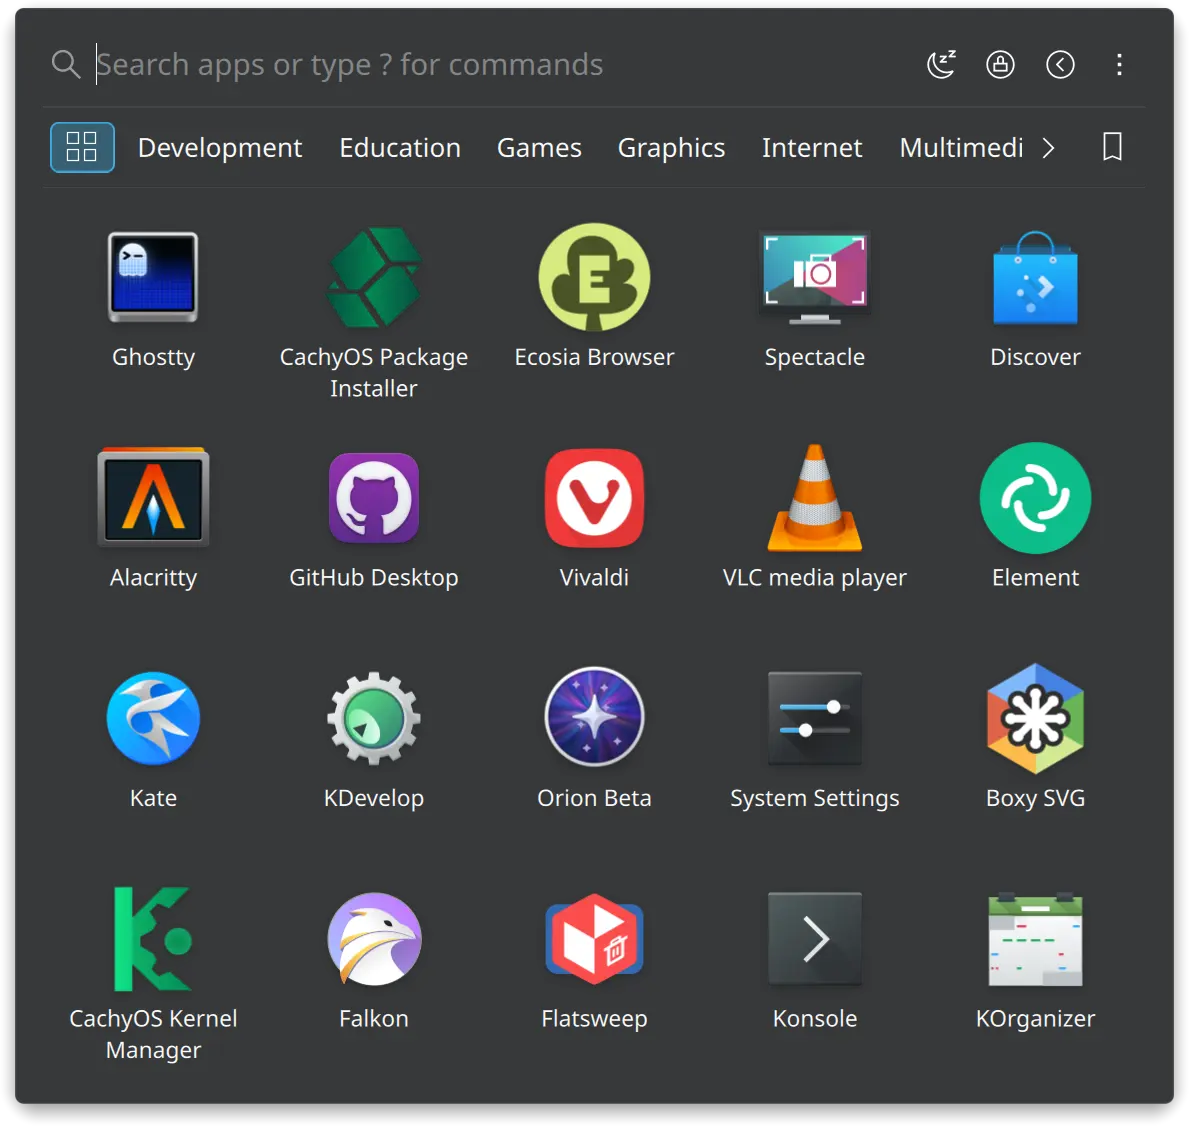 Search apps or type ? for commands
Development Education Games Graphics Internet Multimedi
Ghostty
CachyOS Package
Installer
Ecosia Browser
Spectacle
Discover
Alacritty
GitHub Desktop
Vivaldi
VLC media player
Element
Kate
KDevelop
Orion Beta
System Settings
Boxy SVG
CachyOS Kernel
Manager
Falkon
Flatsweep
Konsole
KOrganizer